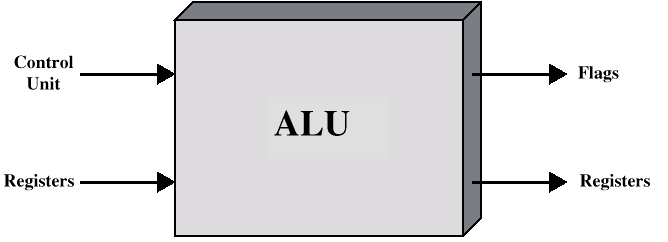 Control
Unit
Flags
ALU
Registers
Registers